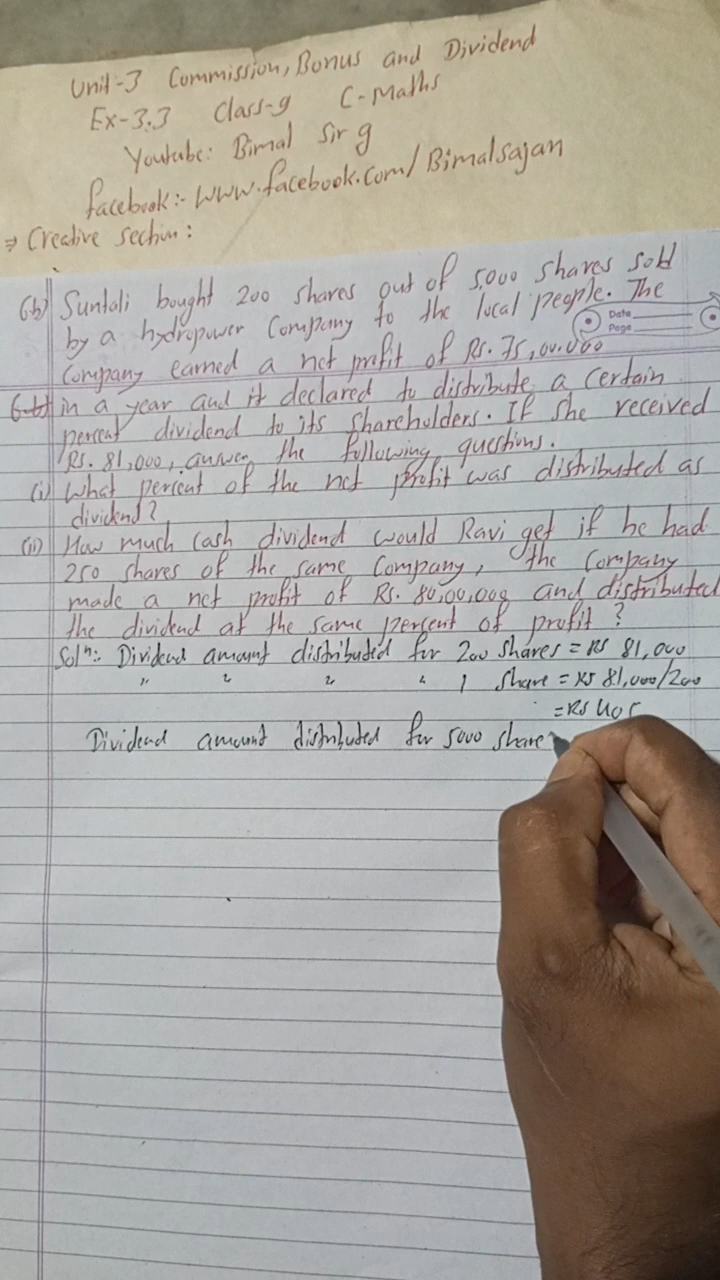 Unit-3 Commission, Bonus and Dividend
Ex-3.3 Class-9 C-Maths
Youtube: Bimal Sir g
facebook:- www.facebook.com/Bimalsajan
⇒ Creative section:
6b) Suntali bought 200 shares out of 5,000 shares sold
by a hydropower Company to the local people. The
Date
Page
Company earned a net profit of Rs. 75,00,000
in a year and it declared to distribute a certain
percent dividend to its shareholders. If she received
Rs. 81,000, answer the following questions.
(i) What percent of the net profit was distributed as
dividend?
(ii) How much cash dividend would Ravi get if he had
250 shares of the same Company, the Company
made a net profit of Rs. 80,00,000 and distributed
the dividend at the same percent of profit?
Solⁿ: Dividend amount distributed for 200 shares = Rs 81,000
" " " " 1 share = Rs 81,000/200
= Rs 405
Dividend amount distributed for 5000 share